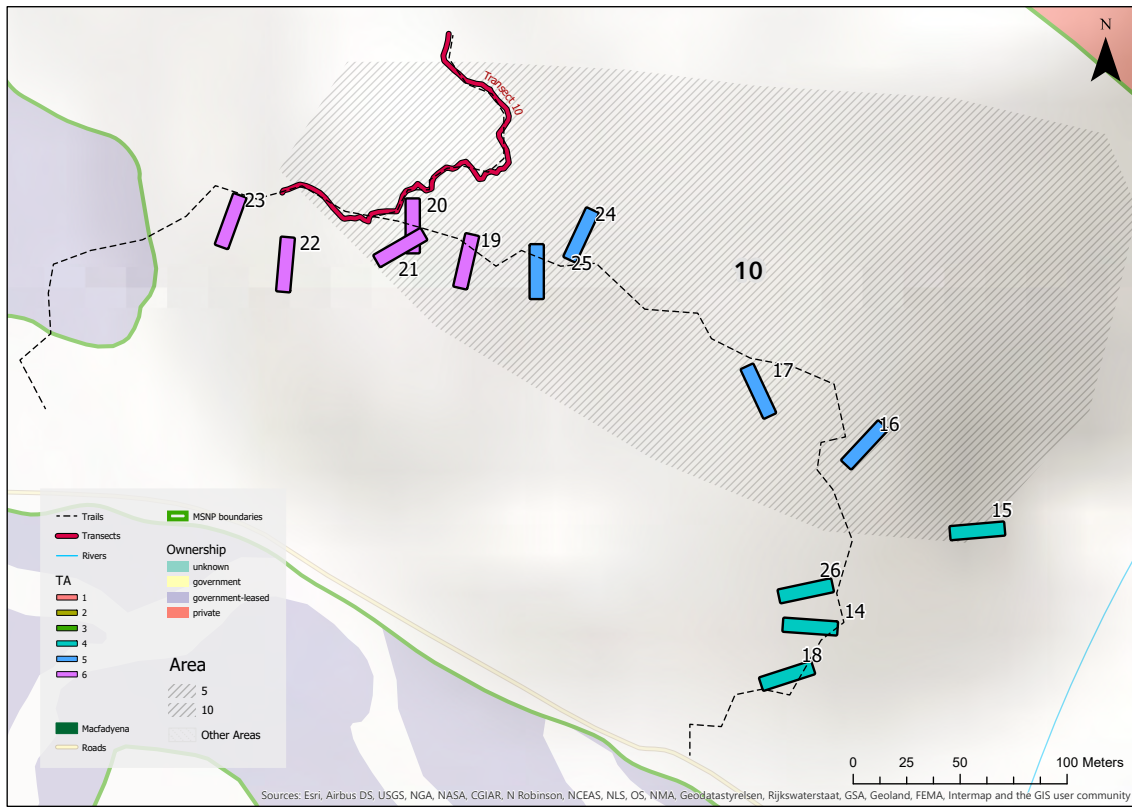 N
Transect 10
23
20
24
22
19
21
25
10
17
16
15
26
14
18
Trails
Transects
Rivers
TA
1
2
3
4
5
6
Macfadyena
Roads
MSNP boundaries
Ownership
unknown
government
government-leased
private
Area
5
10
Other Areas
0 25 50 100 Meters
Sources: Esri, Airbus DS, USGS, NGA, NASA, CGIAR, N Robinson, NCEAS, NLS, OS, NMA, Geodatastyrelsen, Rijkswaterstaat, GSA, Geoland, FEMA, Intermap and the GIS user community